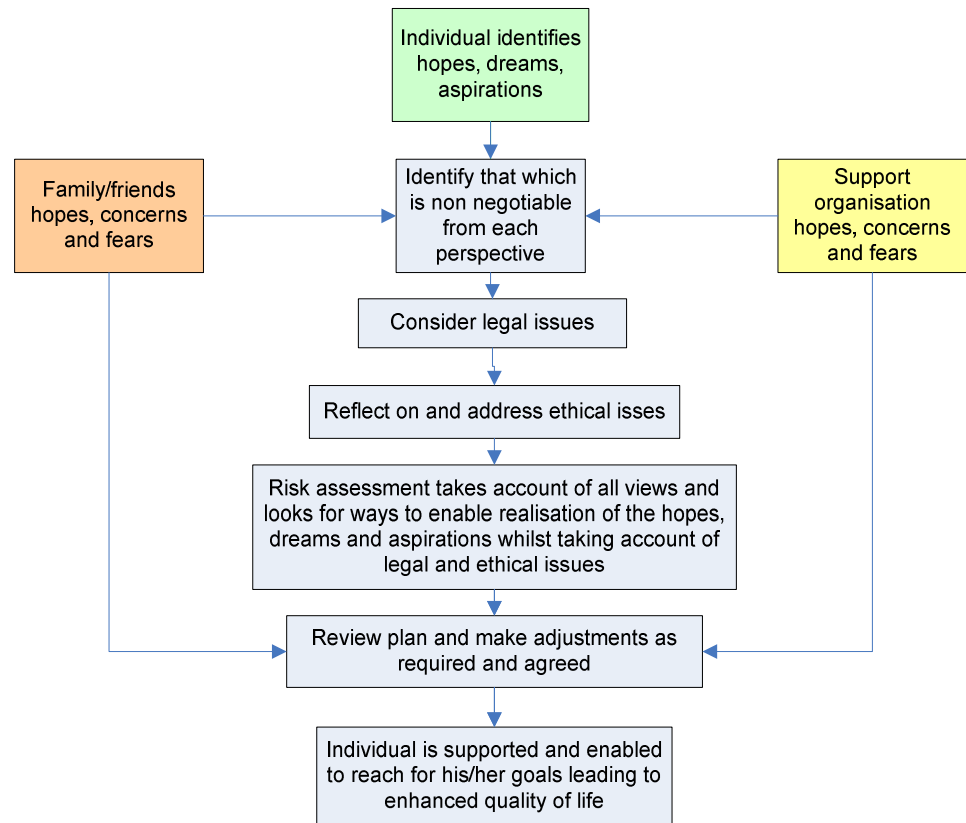 Individual identifies
hopes, dreams,
aspirations
Family/friends
hopes, concerns
and fears
Identify that which
is non negotiable
from each
perspective
Support
organisation
hopes, concerns
and fears
Consider legal issues
Reflect on and address ethical isses
Risk assessment takes account of all views and
looks for ways to enable realisation of the hopes,
dreams and aspirations whilst taking account of
legal and ethical issues
Review plan and make adjustments as
required and agreed
Individual is supported and enabled
to reach for his/her goals leading to
enhanced quality of life